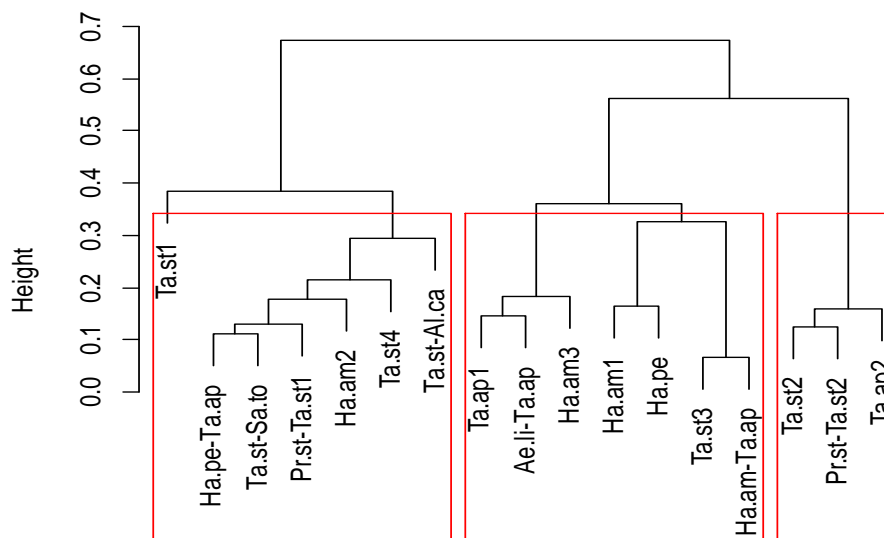 Height
0.7
0.6
0.5
0.4
0.3
0.2
0.1
0.0
Ta.st1
Ha.pe-Ta.ap
Ta.st-Sa.to
Pr.st-Ta.st1
Ha.am2
Ta.st4
Ta.st-Al.ca
Ta.ap1
Ae.li-Ta.ap
Ha.am3
Ha.am1
Ha.pe
Ta.st3
Ha.am-Ta.ap
Ta.st2
Pr.st-Ta.st2
Ta.ap2